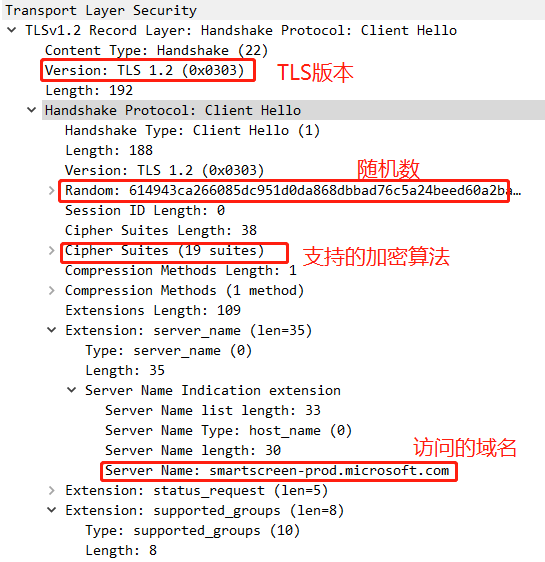 Transport Layer Security
TLSv1.2 Record Layer: Handshake Protocol: Client Hello
Content Type: Handshake (22)
Version: TLS 1.2 (0x0303) TLS版本
Length: 192
Handshake Protocol: Client Hello
Handshake Type: Client Hello (1)
Length: 188
Version: TLS 1.2 (0x0303) 随机数
Random: 614943ca266085dc951d0da868dbbad76c5a24beed60a2ba…
Session ID Length: 0
Cipher Suites Length: 38
Cipher Suites (19 suites) 支持的加密算法
Compression Methods Length: 1
Compression Methods (1 method)
Extensions Length: 109
Extension: server_name (len=35)
Type: server_name (0)
Length: 35
Server Name Indication extension
Server Name list length: 33
Server Name Type: host_name (0)
Server Name length: 30 访问的域名
Server Name: smartscreen-prod.microsoft.com
Extension: status_request (len=5)
Extension: supported_groups (len=8)
Type: supported_groups (10)
Length: 8